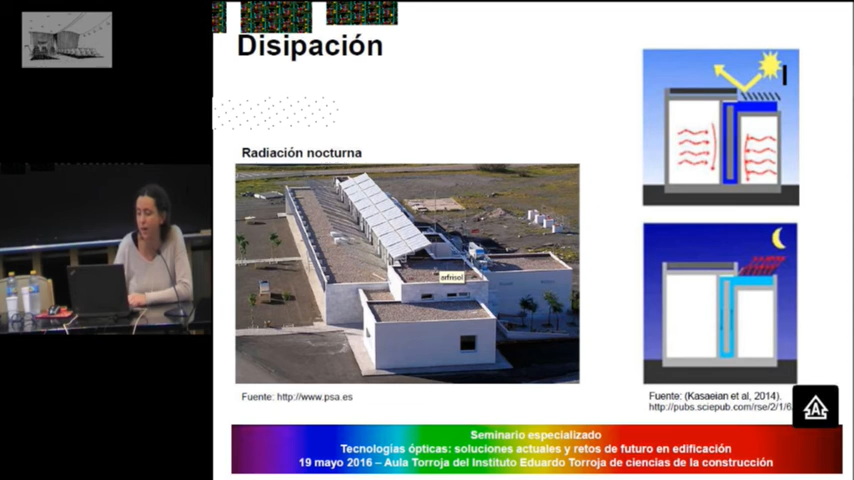 Disipación
Radiación nocturna
arfrisol
Fuente: http://www.psa.es
Fuente: (Kasaeian et al, 2014).
http://pubs.sciepub.com/rse/2/1/6
Seminario especializado
Tecnologías ópticas: soluciones actuales y retos de futuro en edificación
19 mayo 2016 – Aula Torroja del Instituto Eduardo Torroja de ciencias de la construcción